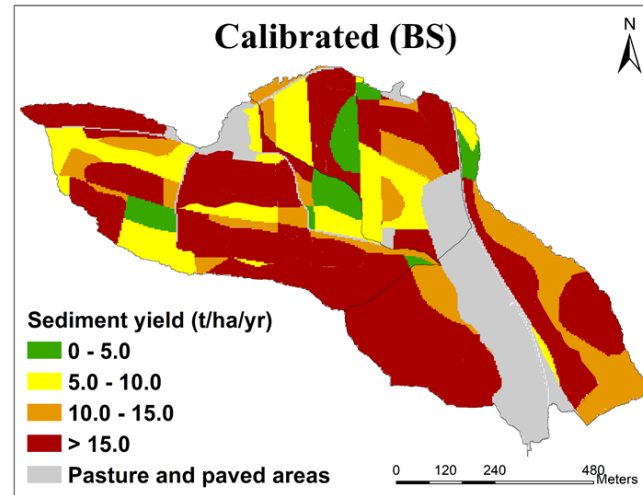 Calibrated (BS)
N
Sediment yield (t/ha/yr)
0 - 5.0
5.0 - 10.0
10.0 - 15.0
> 15.0
Pasture and paved areas
0 120 240 480
Meters